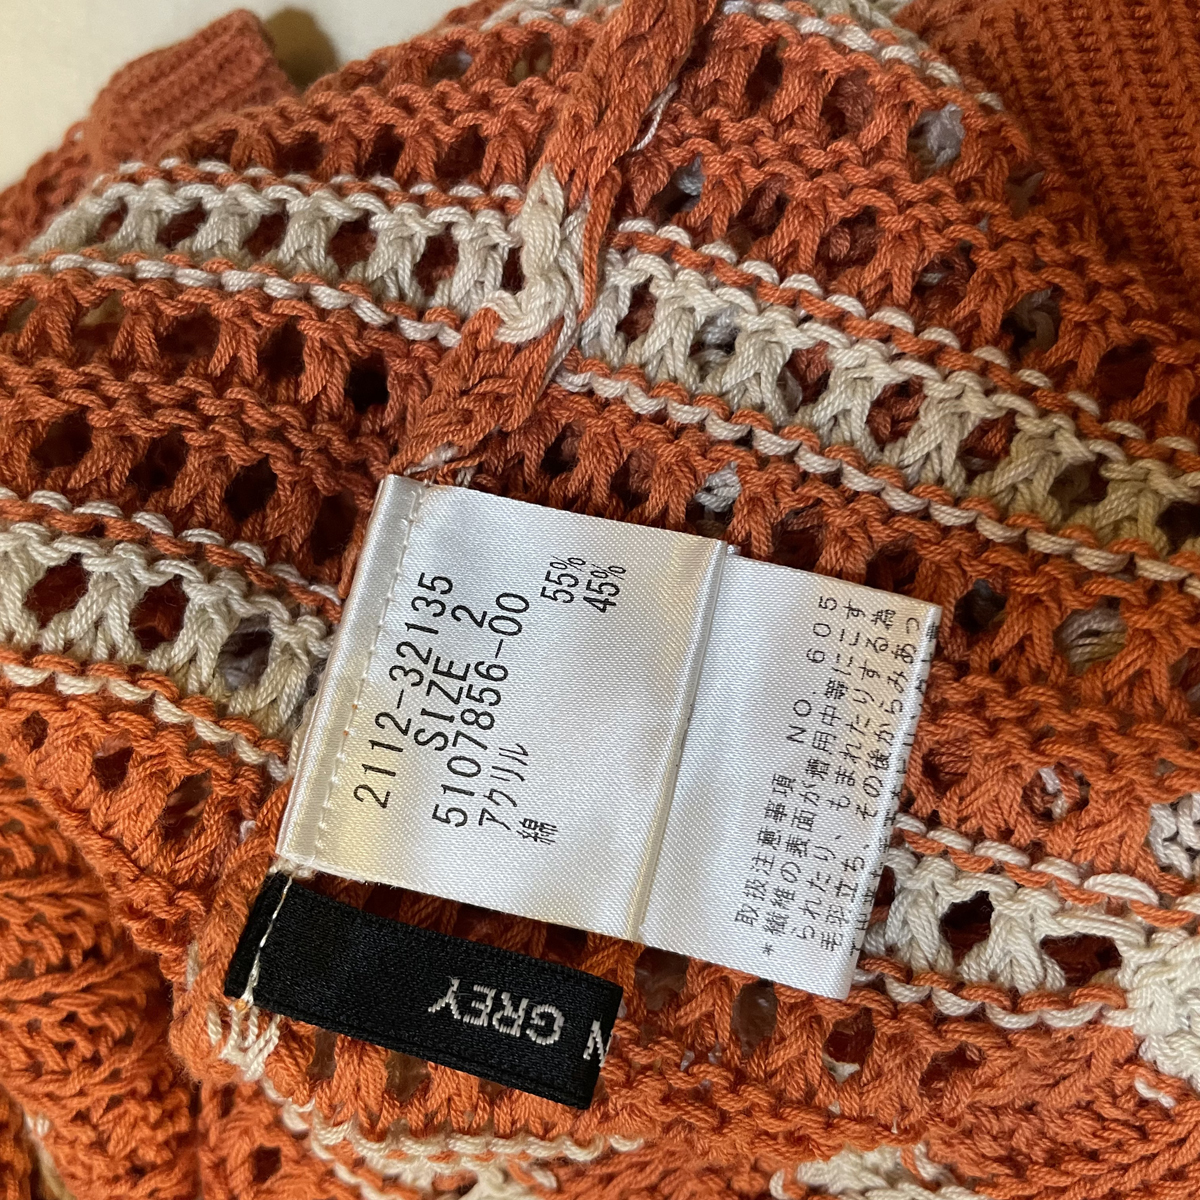 2112-32135
SIZE 2
5107856-00
アクリル 55%
綿 45%
NO. 605
取扱注意事項
*繊維の表面が着用中等にこす
られたり、もまれたりする為
毛羽立ち、その後からみあっ
N GREY